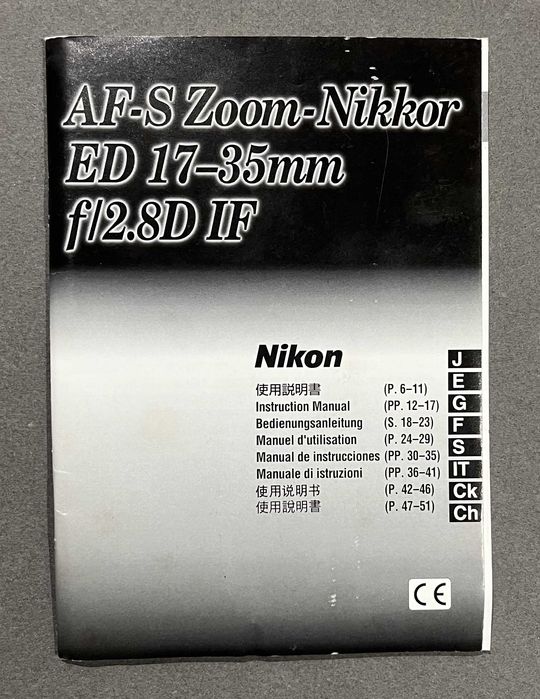 AF-S Zoom-Nikkor
ED 17–35mm
f/2.8D IF
Nikon
使用説明書 (P. 6–11) J
Instruction Manual (PP. 12–17) E
Bedienungsanleitung (S. 18–23) G
Manuel d'utilisation (P. 24–29) F
Manual de instrucciones (PP. 30–35) S
Manuale di istruzioni (PP. 36–41) IT
使用说明书 (P. 42–46) Ck
使用說明書 (P. 47–51) Ch
CE